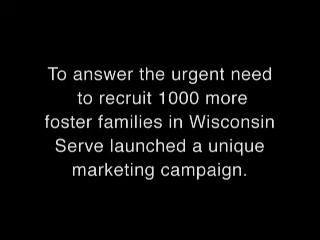 To answer the urgent need
to recruit 1000 more
foster families in Wisconsin
Serve launched a unique
marketing campaign.